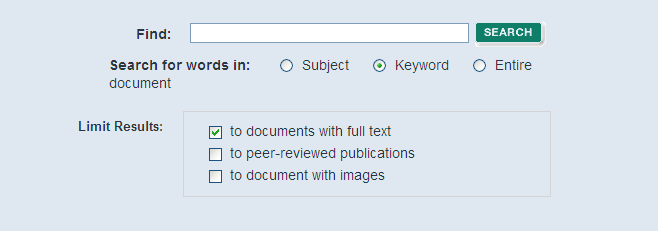 Find: SEARCH
Search for words in: Subject Keyword Entire
document
Limit Results:
to documents with full text
to peer-reviewed publications
to document with images